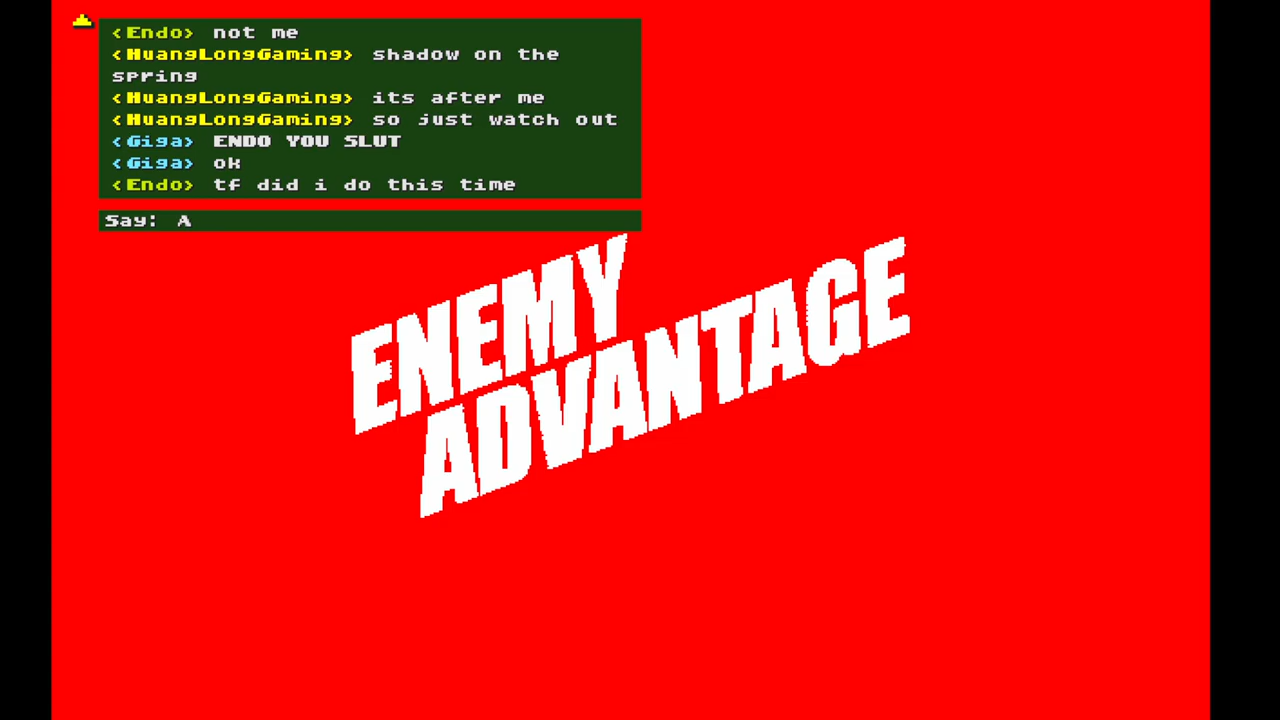 <Endo> not me
<HuangLongGaming> shadow on the
spring
<HuangLongGaming> its after me
<HuangLongGaming> so just watch out
<Giga> ENDO YOU SLUT
<Giga> ok
<Endo> tf did i do this time
Say: A
ENEMY
ADVANTAGE